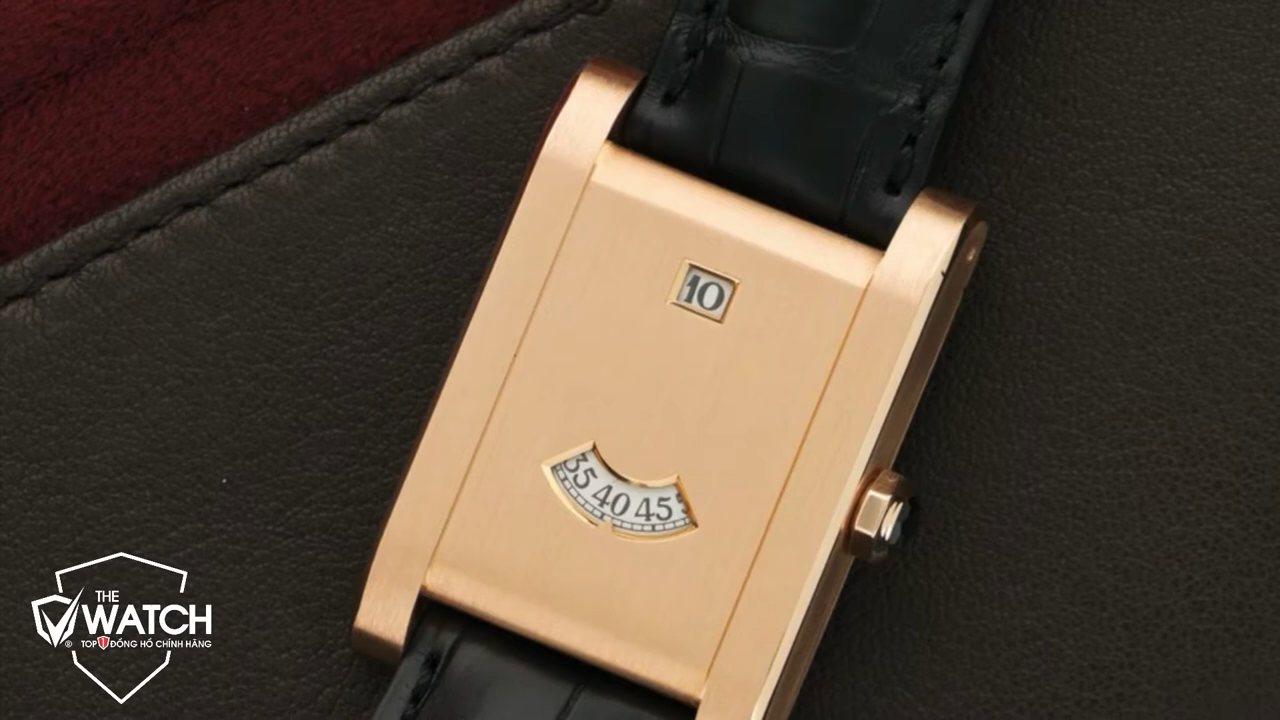 10
35 40 45
THE
WATCH
®
TOP 1 ĐỒNG HỒ CHÍNH HÃNG